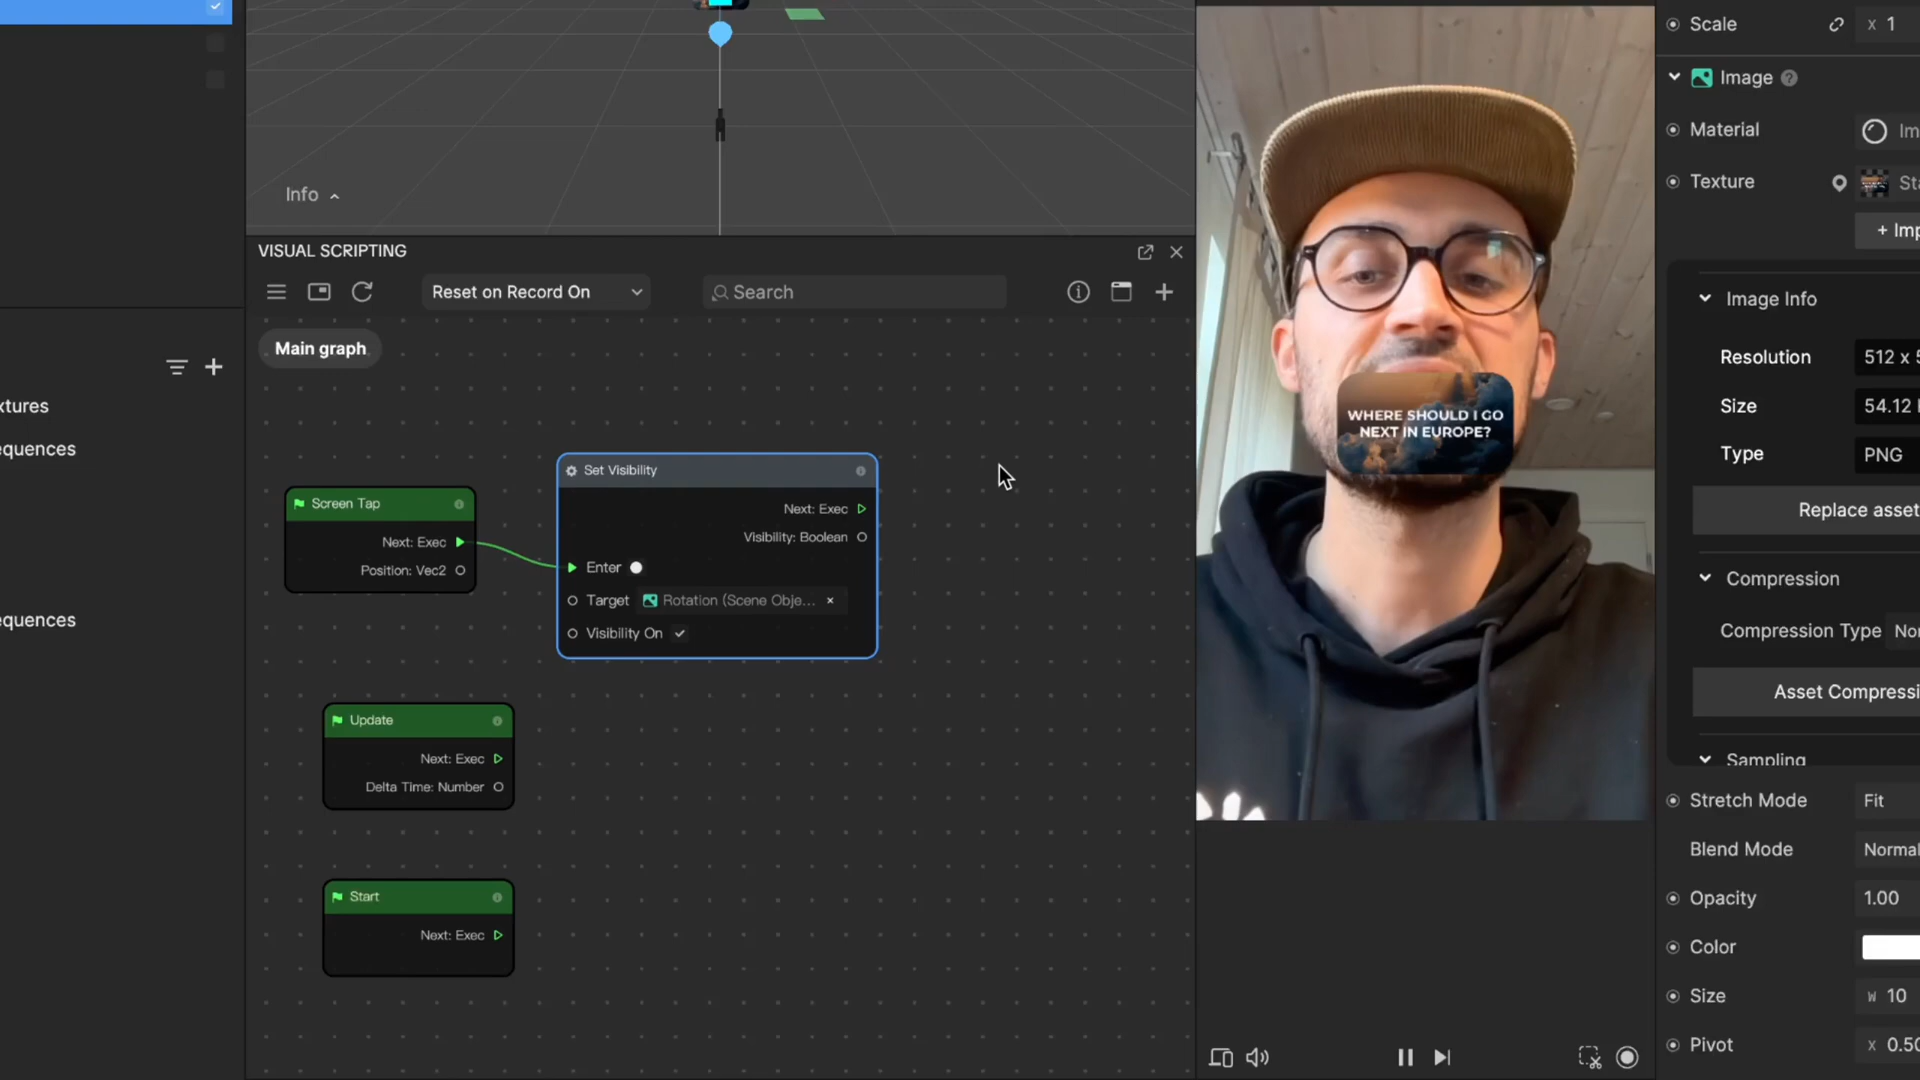 Info
VISUAL SCRIPTING
Reset on Record On
Search
Main graph
xtures
equences
equences
Screen Tap
Next: Exec
Position: Vec2
Set Visibility
Next: Exec
Visibility: Boolean
Enter
Target Rotation (Scene Obje...
Visibility On
Update
Next: Exec
Delta Time: Number
Start
Next: Exec
WHERE SHOULD I GO
NEXT IN EUROPE?
Scale X 1
Image
Material Im
Texture Sta
+ Imp
Image Info
Resolution 512 x 5
Size 54.12
Type PNG
Replace asset
Compression
Compression Type Nor
Asset Compressi
Sampling
Stretch Mode Fit
Blend Mode Normal
Opacity 1.00
Color
Size W 10
Pivot X 0.50